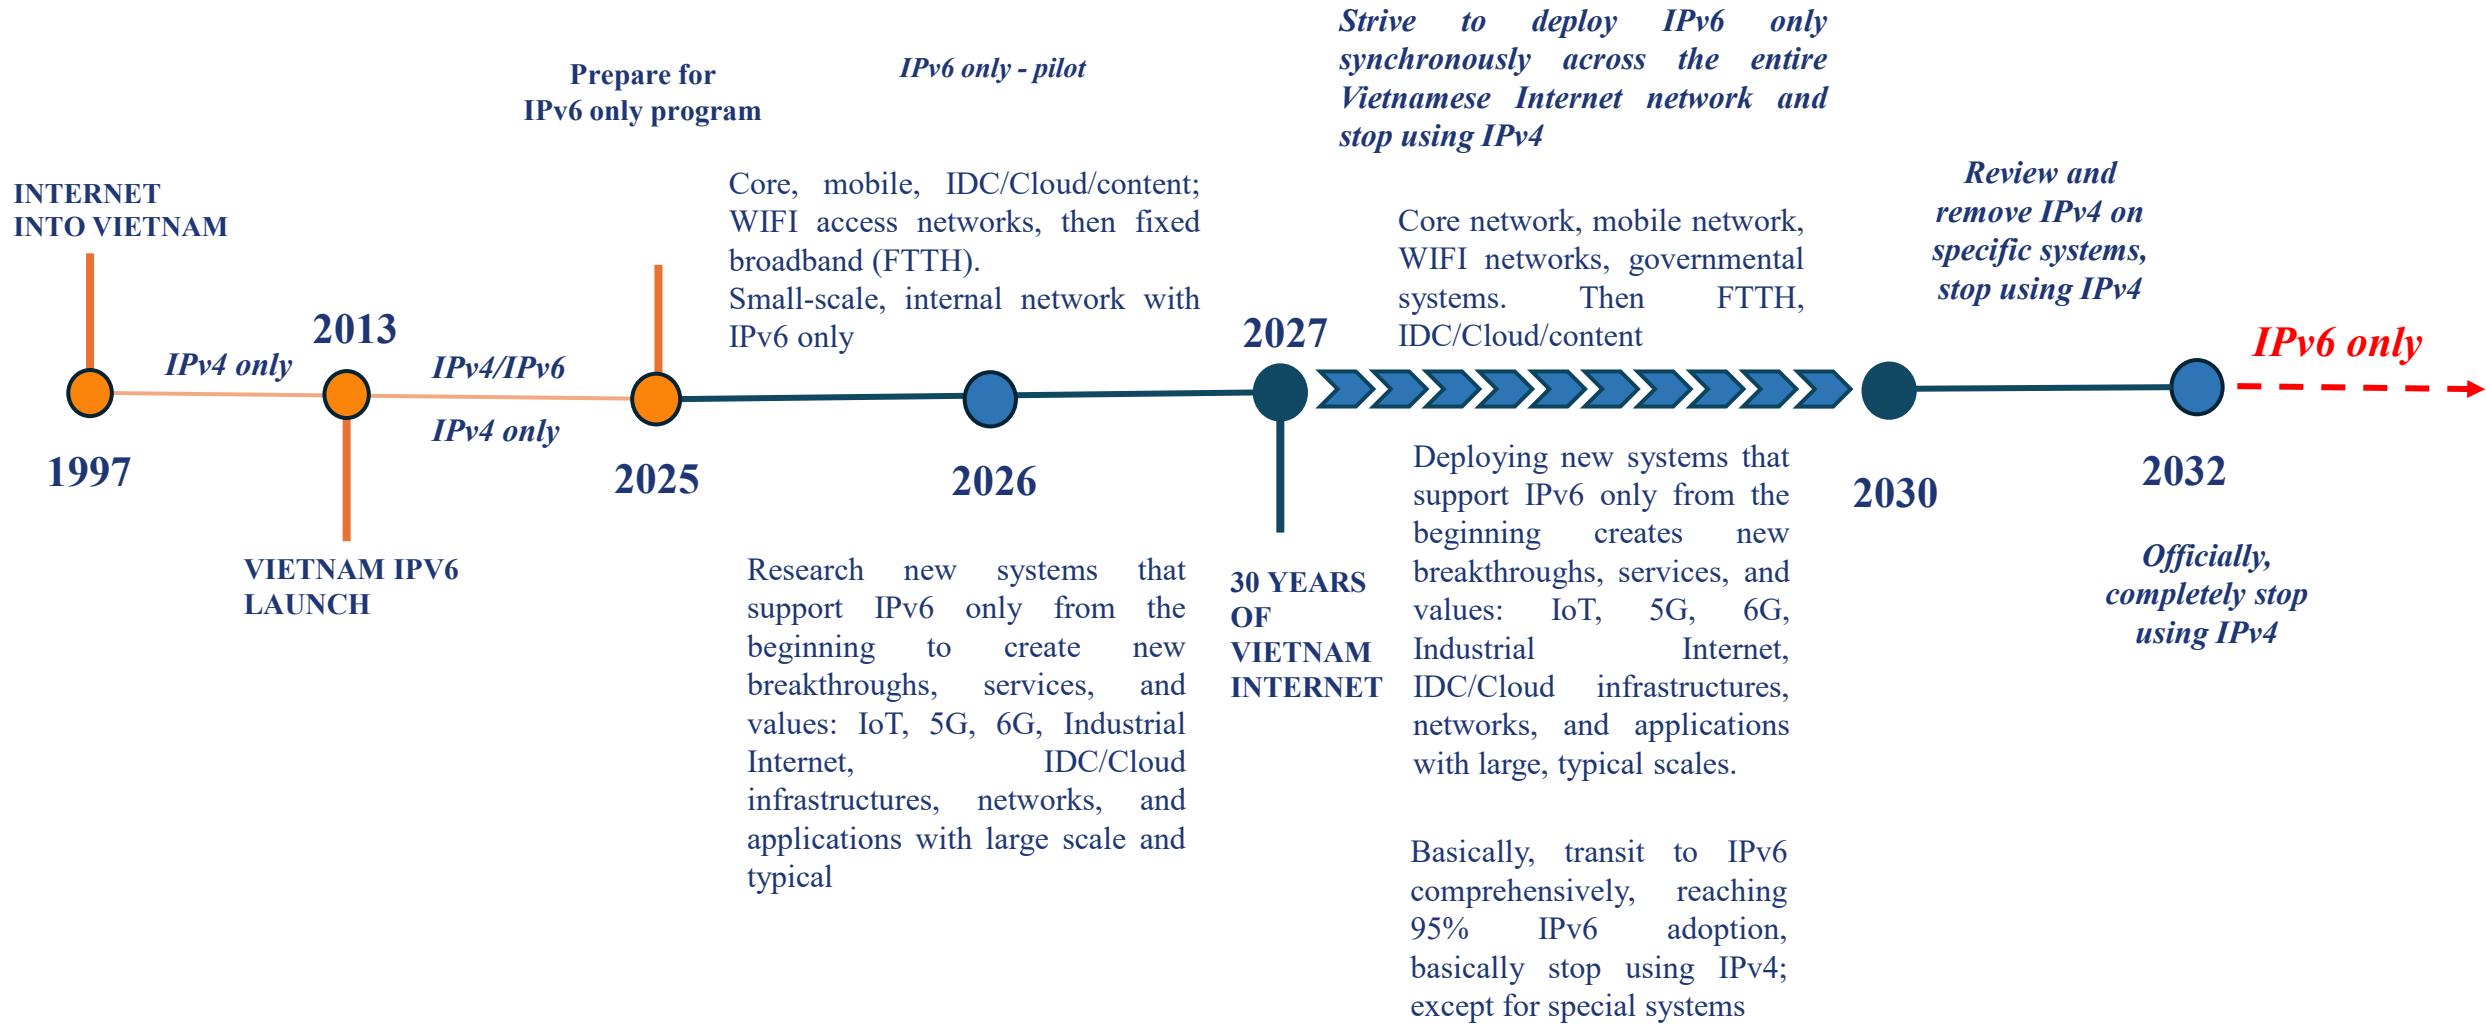 INTERNET
INTO VIETNAM
1997
IPv4 only
2013
VIETNAM IPV6
LAUNCH
IPv4/IPv6
IPv4 only
Prepare for
IPv6 only program
2025
IPv6 only - pilot
Core, mobile, IDC/Cloud/content;
WIFI access networks, then fixed
broadband (FTTH).
Small-scale, internal network with
IPv6 only
2026
Research new systems that
support IPv6 only from the
beginning to create new
breakthroughs, services, and
values: IoT, 5G, 6G, Industrial
Internet, IDC/Cloud
infrastructures, networks, and
applications with large scale and
typical
2027
30 YEARS
OF
VIETNAM
INTERNET
Strive to deploy IPv6 only
synchronously across the entire
Vietnamese Internet network and
stop using IPv4
Core network, mobile network,
WIFI networks, governmental
systems. Then FTTH,
IDC/Cloud/content
Deploying new systems that
support IPv6 only from the
beginning creates new
breakthroughs, services, and
values: IoT, 5G, 6G,
Industrial Internet,
IDC/Cloud infrastructures,
networks, and applications
with large, typical scales.
Basically, transit to IPv6
comprehensively, reaching
95% IPv6 adoption,
basically stop using IPv4;
except for special systems
2030
Review and
remove IPv4 on
specific systems,
stop using IPv4
2032
Officially,
completely stop
using IPv4
IPv6 only